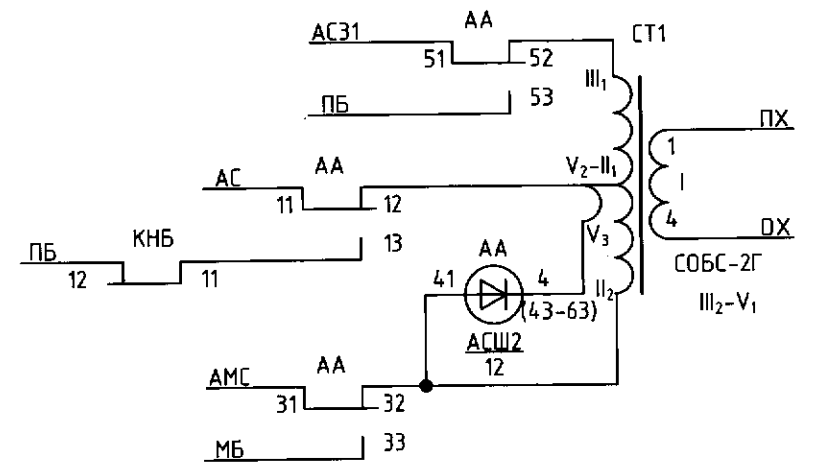 АА
АСЗ1
СТ1
51
52
III₁
ПБ
53
ПХ
АА
V₂-II₁
1
АС
I
11
12
4
ОХ
КНБ
13
V₃
ПБ
АА
СОБС-2Г
12
11
41
4
II₂
III₂-V₁
(43-63)
АСШ2
АА
12
АМС
31
32
МБ
33